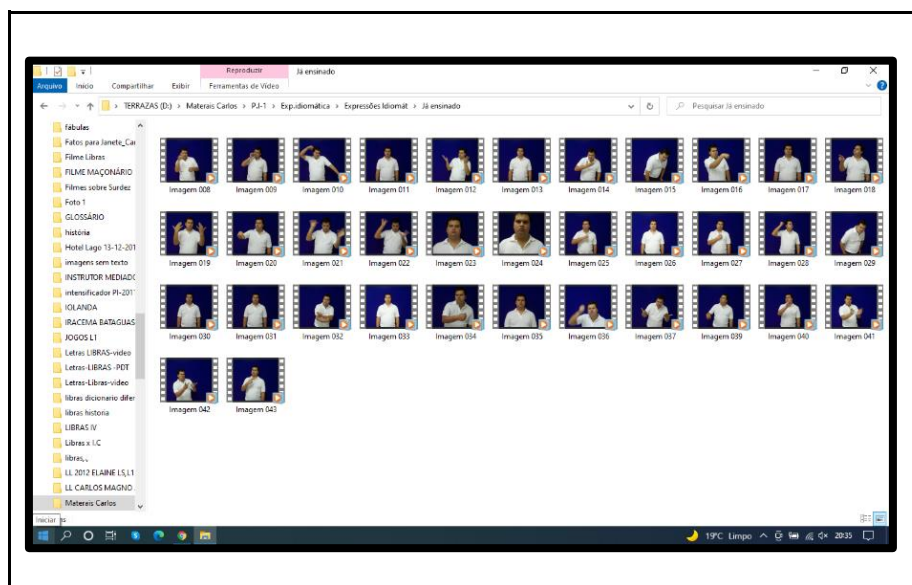 Reproduzir
Já ensinado
Arquivo Início Compartilhar Exibir Ferramentas de Vídeo
TERRAZAS (D:) > Materais Carlos > PJ-1 > Exp.idiomática > Expressões Idiomát > Já ensinado
Pesquisar Já ensinado
fábulas
Fatos para Janete_Car
Filme Libras
FILME MAÇONÁRIO
Filmes sobre Surdez
Foto 1
GLOSSÁRIO
história
Hotel Lago 13-12-201
imagens sem texto
INSTRUTOR MEDIADO
intensificador PI-201
IOLANDA
IRACEMA BATAGUAS
JOGOS L1
Letras LIBRAS-video
Letras-LIBRAS -PDT
Letras-Libras-video
libras dicionario difer
libras historia
LIBRAS IV
Libras x I.C
libras,.
LL 2012 ELAINE LS,L1
LL CARLOS MAGNO
Materais Carlos
Imagem 008 Imagem 009 Imagem 010 Imagem 011 Imagem 012 Imagem 013 Imagem 014 Imagem 015 Imagem 016 Imagem 017 Imagem 018
Imagem 019 Imagem 020 Imagem 021 Imagem 022 Imagem 023 Imagem 024 Imagem 025 Imagem 026 Imagem 027 Imagem 028 Imagem 029
Imagem 030 Imagem 031 Imagem 032 Imagem 033 Imagem 034 Imagem 035 Imagem 036 Imagem 037 Imagem 039 Imagem 040 Imagem 041
Imagem 042 Imagem 043
Iniciar
19°C Limpo 20:35